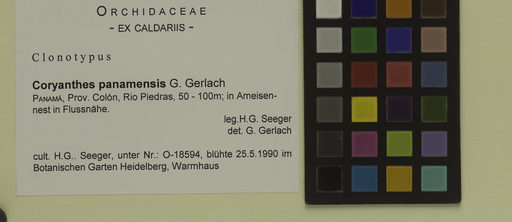 ORCHIDACEAE
- EX CALDARIIS -
Clonotypus
Coryanthes panamensis G. Gerlach
PANAMÁ, Prov. Colón, Rio Piedras, 50 - 100m; in Ameisen-
nest in Flussnähe.
leg.H.G. Seeger
det. G. Gerlach
cult. H.G.. Seeger, unter Nr.: O-18594, blühte 25.5.1990 im
Botanischen Garten Heidelberg, Warmhaus